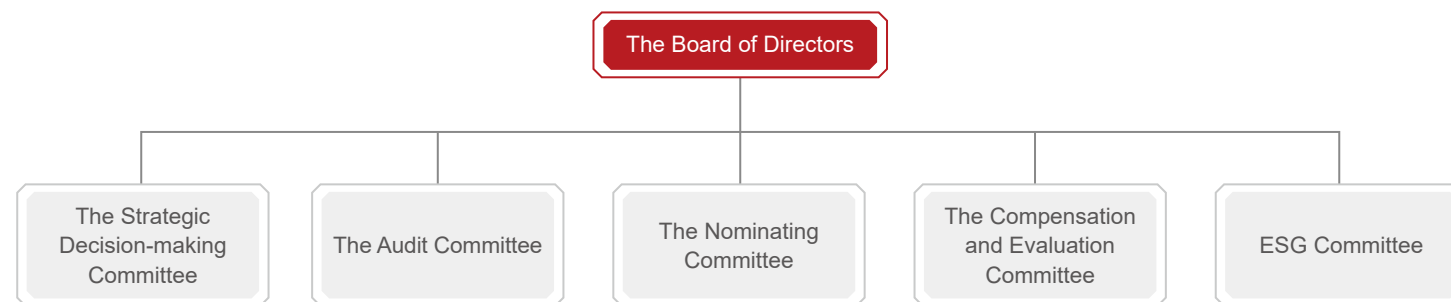 The Board of Directors
The Strategic
Decision-making
Committee
The Audit Committee
The Nominating
Committee
The Compensation
and Evaluation
Committee
ESG Committee